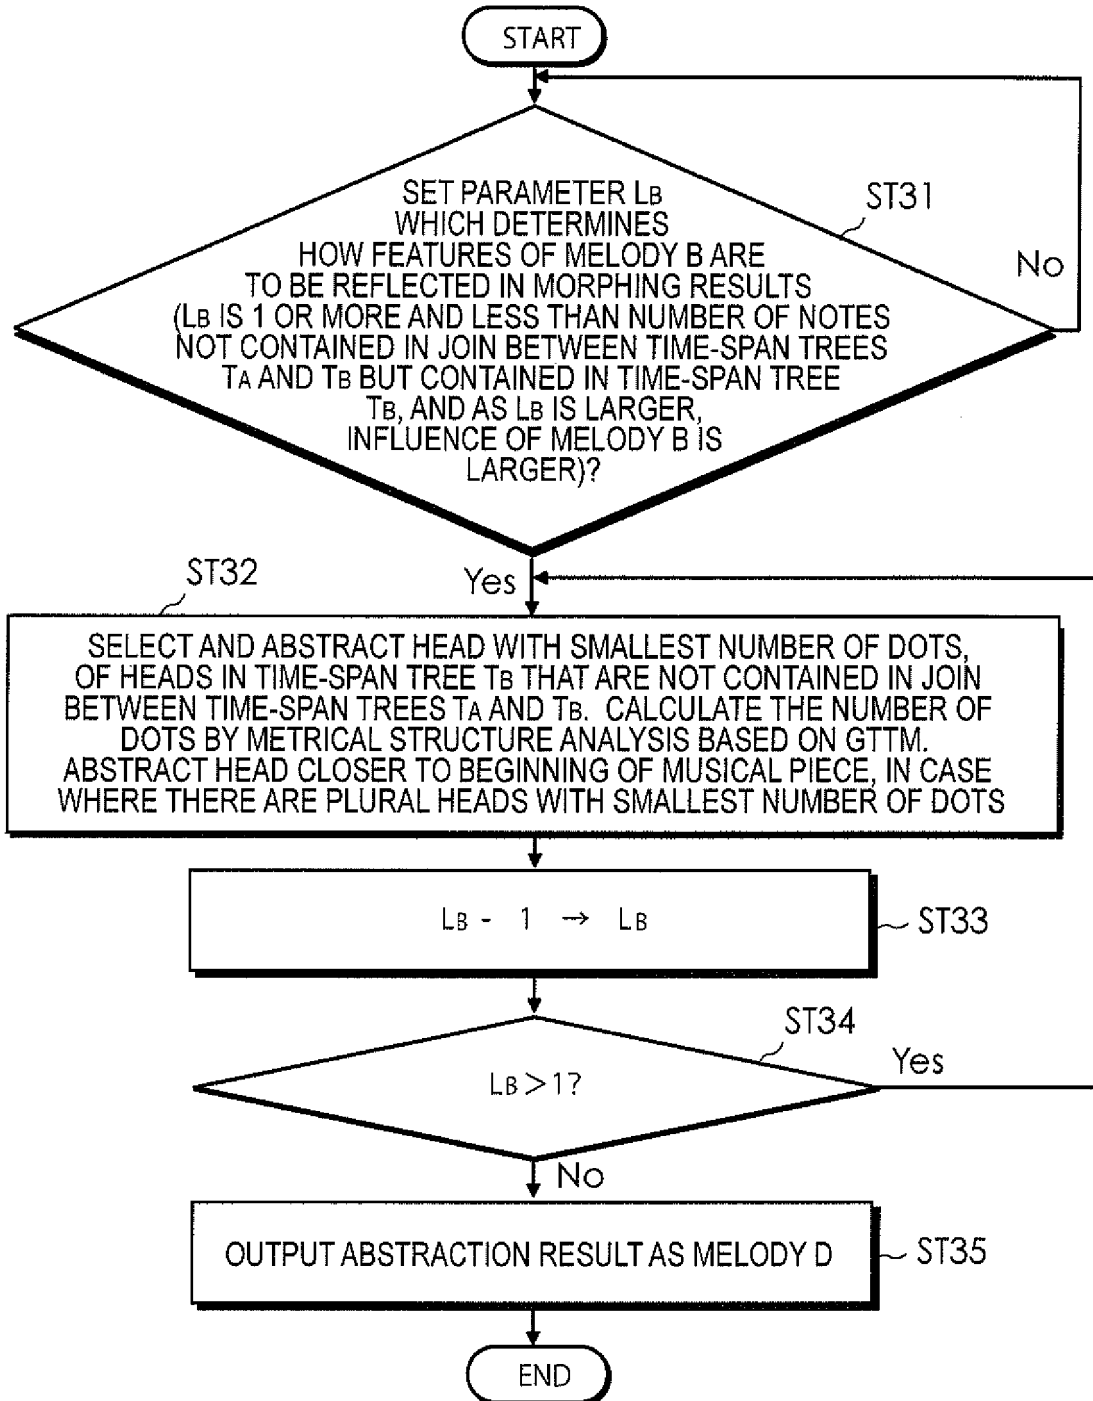 START
SET PARAMETER LB
WHICH DETERMINES
HOW FEATURES OF MELODY B ARE
TO BE REFLECTED IN MORPHING RESULTS
(LB IS 1 OR MORE AND LESS THAN NUMBER OF NOTES
NOT CONTAINED IN JOIN BETWEEN TIME-SPAN TREES
TA AND TB BUT CONTAINED IN TIME-SPAN TREE
TB, AND AS LB IS LARGER,
INFLUENCE OF MELODY B IS
LARGER)?
ST31
No
Yes
ST32
SELECT AND ABSTRACT HEAD WITH SMALLEST NUMBER OF DOTS,
OF HEADS IN TIME-SPAN TREE TB THAT ARE NOT CONTAINED IN JOIN
BETWEEN TIME-SPAN TREES TA AND TB. CALCULATE THE NUMBER OF
DOTS BY METRICAL STRUCTURE ANALYSIS BASED ON GTTM.
ABSTRACT HEAD CLOSER TO BEGINNING OF MUSICAL PIECE, IN CASE
WHERE THERE ARE PLURAL HEADS WITH SMALLEST NUMBER OF DOTS
LB - 1 → LB
ST33
ST34
LB > 1?
Yes
No
OUTPUT ABSTRACTION RESULT AS MELODY D
ST35
END